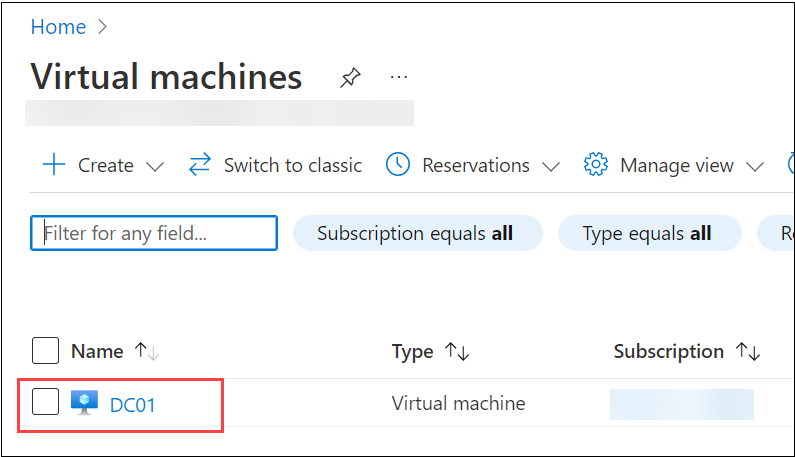 Home >
Virtual machines ...
Create Switch to classic Reservations Manage view
Filter for any field... Subscription equals all Type equals all
Name Type Subscription
DC01 Virtual machine